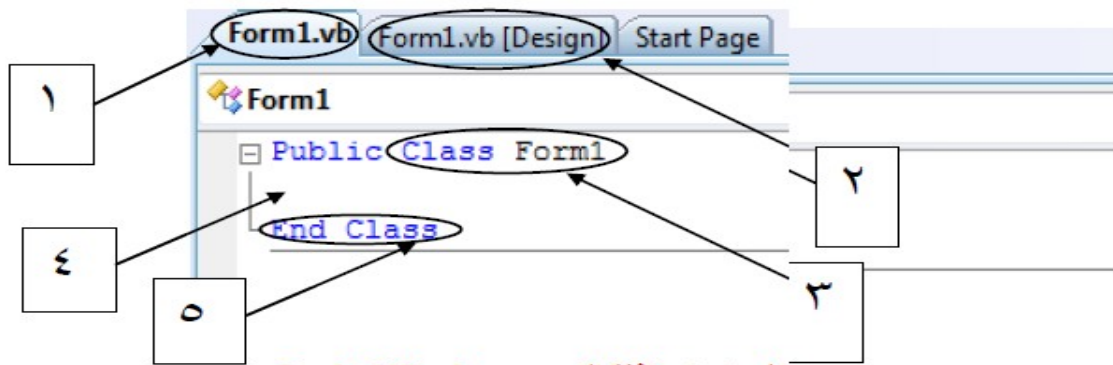 Form1.vb Form1.vb [Design] Start Page
١
Form1
Public Class Form1
٢
End Class
٤
٣
٥